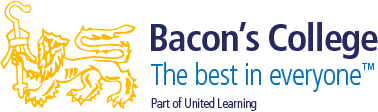 Bacon's College
The best in everyone™
Part of United Learning